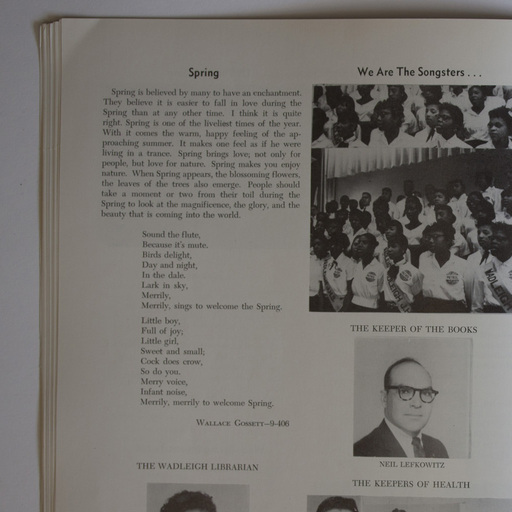 Spring
Spring is believed by many to have an enchantment.
They believe it is easier to fall in love during the
Spring than at any other time. I think it is quite
right. Spring is one of the liveliest times of the year.
With it comes the warm, happy feeling of the ap-
proaching summer. It makes one feel as if he were
living in a trance. Spring brings love, not only for
people, but love for nature. Spring makes you enjoy
nature. When Spring appears, the blossoming flowers,
the leaves of the trees also emerge. People should
take a moment or two from their toil during the
Spring to look at the magnificence, the glory, and the
beauty that is coming into the world.
Sound the flute,
Because it's mute.
Birds delight,
Day and night,
In the dale.
Lark in sky,
Merrily,
Merrily, sings to welcome the Spring.
Little boy,
Full of joy;
Little girl,
Sweet and small;
Cock does crow,
So do you.
Merry voice,
Infant noise,
Merrily, merrily to welcome Spring.
Wallace Gossett—9-406
THE WADLEIGH LIBRARIAN
We Are The Songsters . . .
THE KEEPER OF THE BOOKS
NEIL LEFKOWITZ
THE KEEPERS OF HEALTH